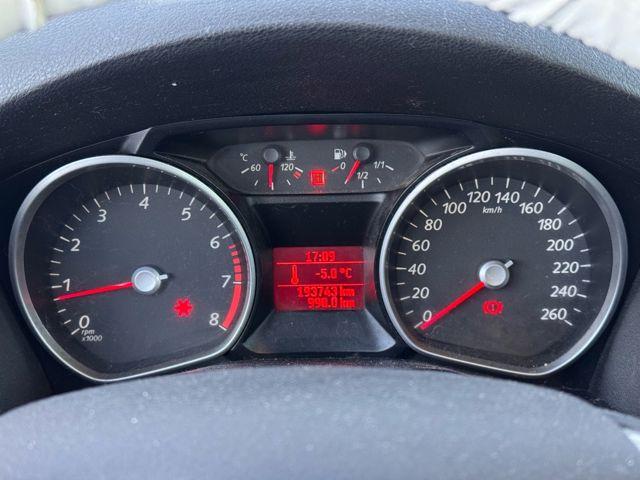 °C 60 120 0 1/2 1/1
0 1 2 3 4 5 6 7 8
rpm
x1000
17:09
-5.0 °C
193743 km
990.0 km
0 20 40 60 80 100 120 140 160 180 200 220 240 260
km/h